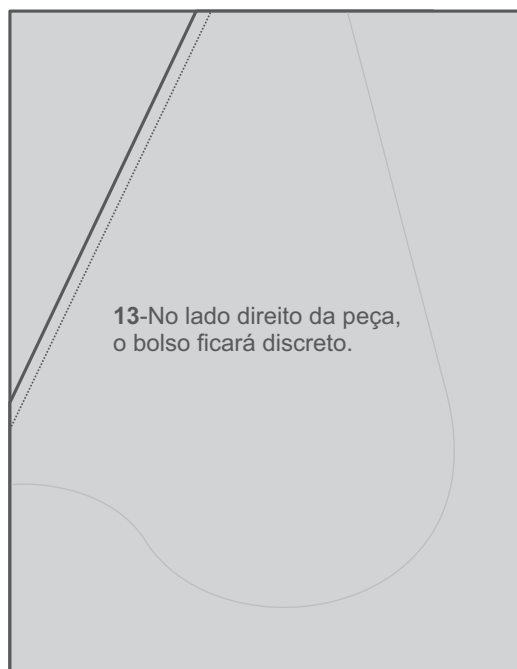 13-No lado direito da peça,
o bolso ficará discreto.